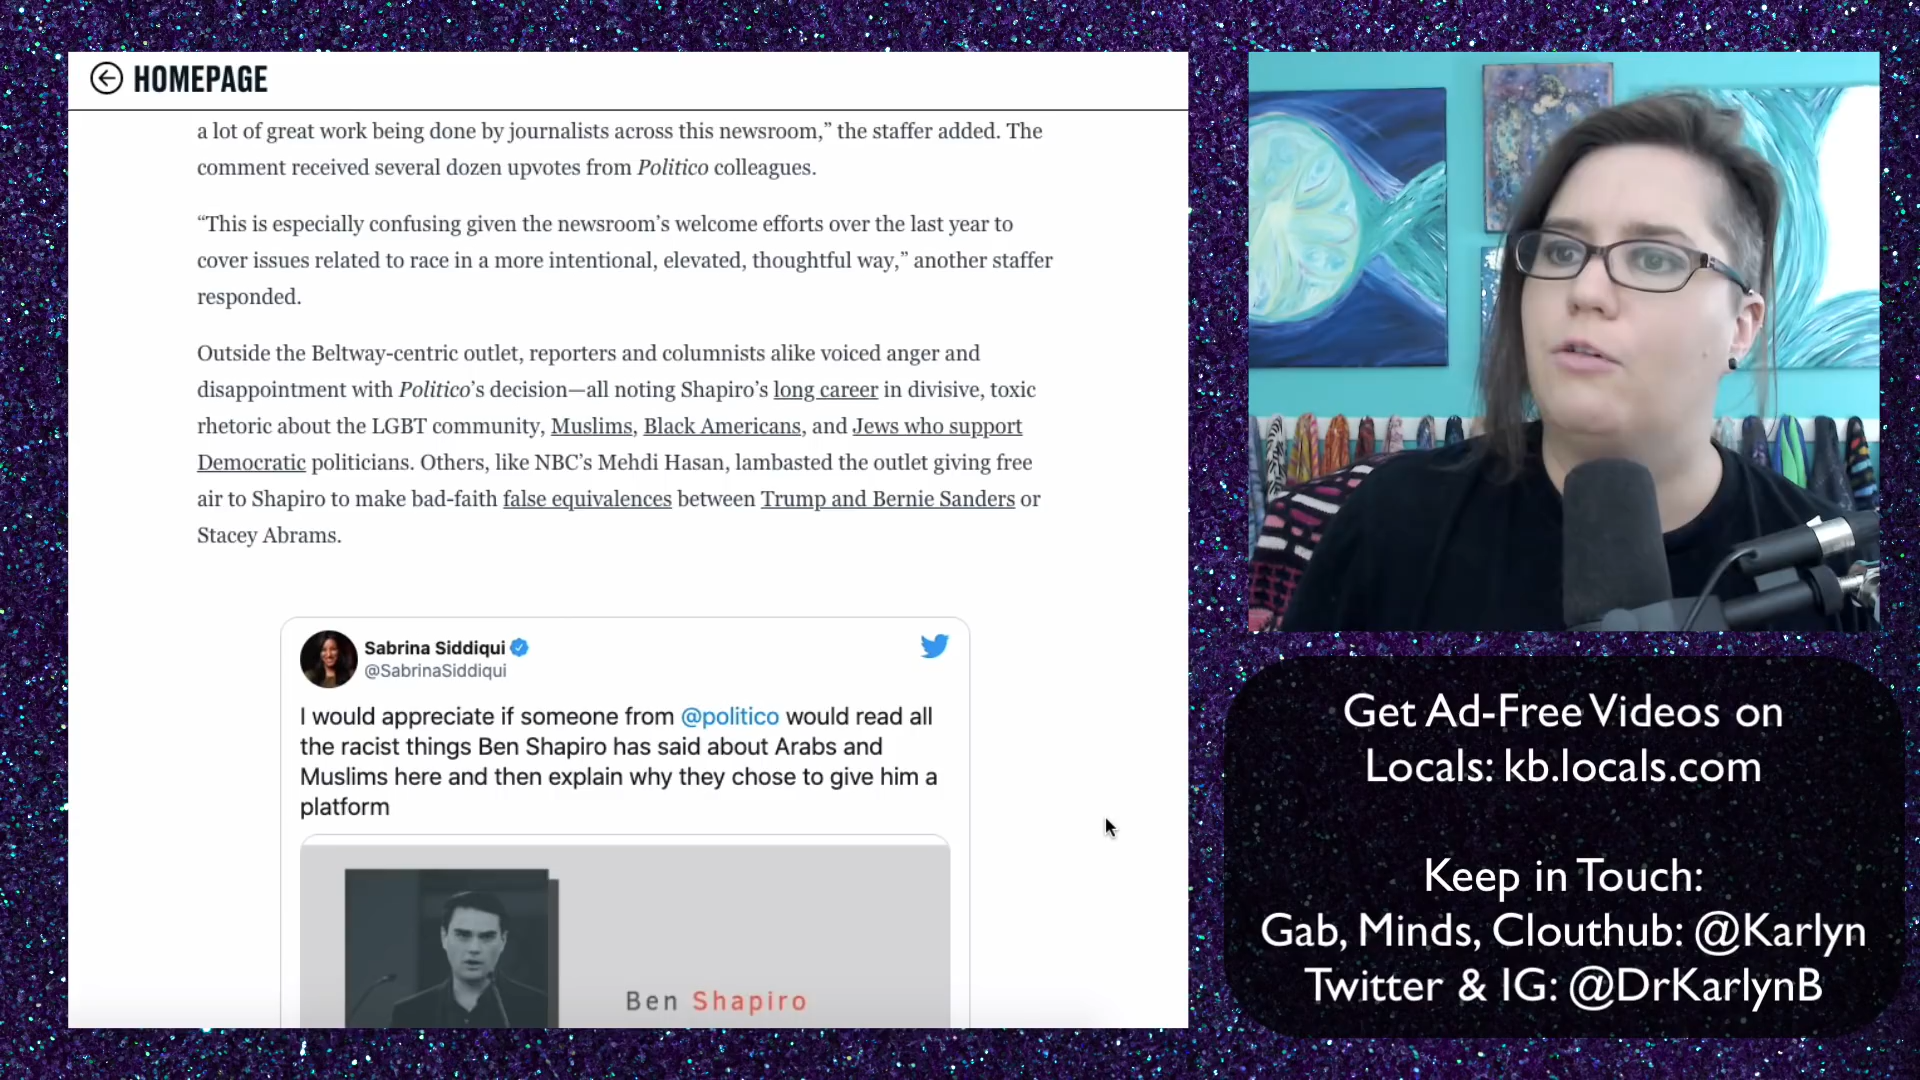 HOMEPAGE
a lot of great work being done by journalists across this newsroom,” the staffer added. The
comment received several dozen upvotes from Politico colleagues.
“This is especially confusing given the newsroom’s welcome efforts over the last year to
cover issues related to race in a more intentional, elevated, thoughtful way,” another staffer
responded.
Outside the Beltway-centric outlet, reporters and columnists alike voiced anger and
disappointment with Politico’s decision—all noting Shapiro’s long career in divisive, toxic
rhetoric about the LGBT community, Muslims, Black Americans, and Jews who support
Democratic politicians. Others, like NBC’s Mehdi Hasan, lambasted the outlet giving free
air to Shapiro to make bad-faith false equivalences between Trump and Bernie Sanders or
Stacey Abrams.
Sabrina Siddiqui
@SabrinaSiddiqui
I would appreciate if someone from @politico would read all
the racist things Ben Shapiro has said about Arabs and
Muslims here and then explain why they chose to give him a
platform
Ben Shapiro
Get Ad-Free Videos on
Locals: kb.locals.com
Keep in Touch:
Gab, Minds, Clouthub: @Karlyn
Twitter & IG: @DrKarlynB